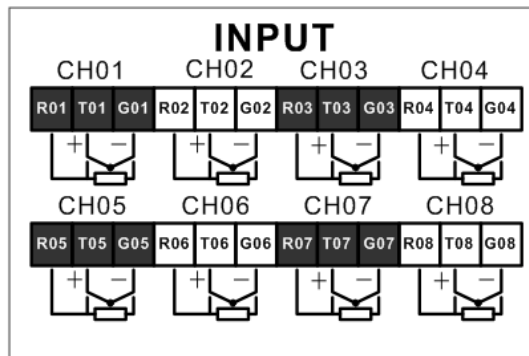 INPUT
CH01 CH02 CH03 CH04
R01 T01 G01 R02 T02 G02 R03 T03 G03 R04 T04 G04
+ − + − + − + −
CH05 CH06 CH07 CH08
R05 T05 G05 R06 T06 G06 R07 T07 G07 R08 T08 G08
+ − + − + − + −